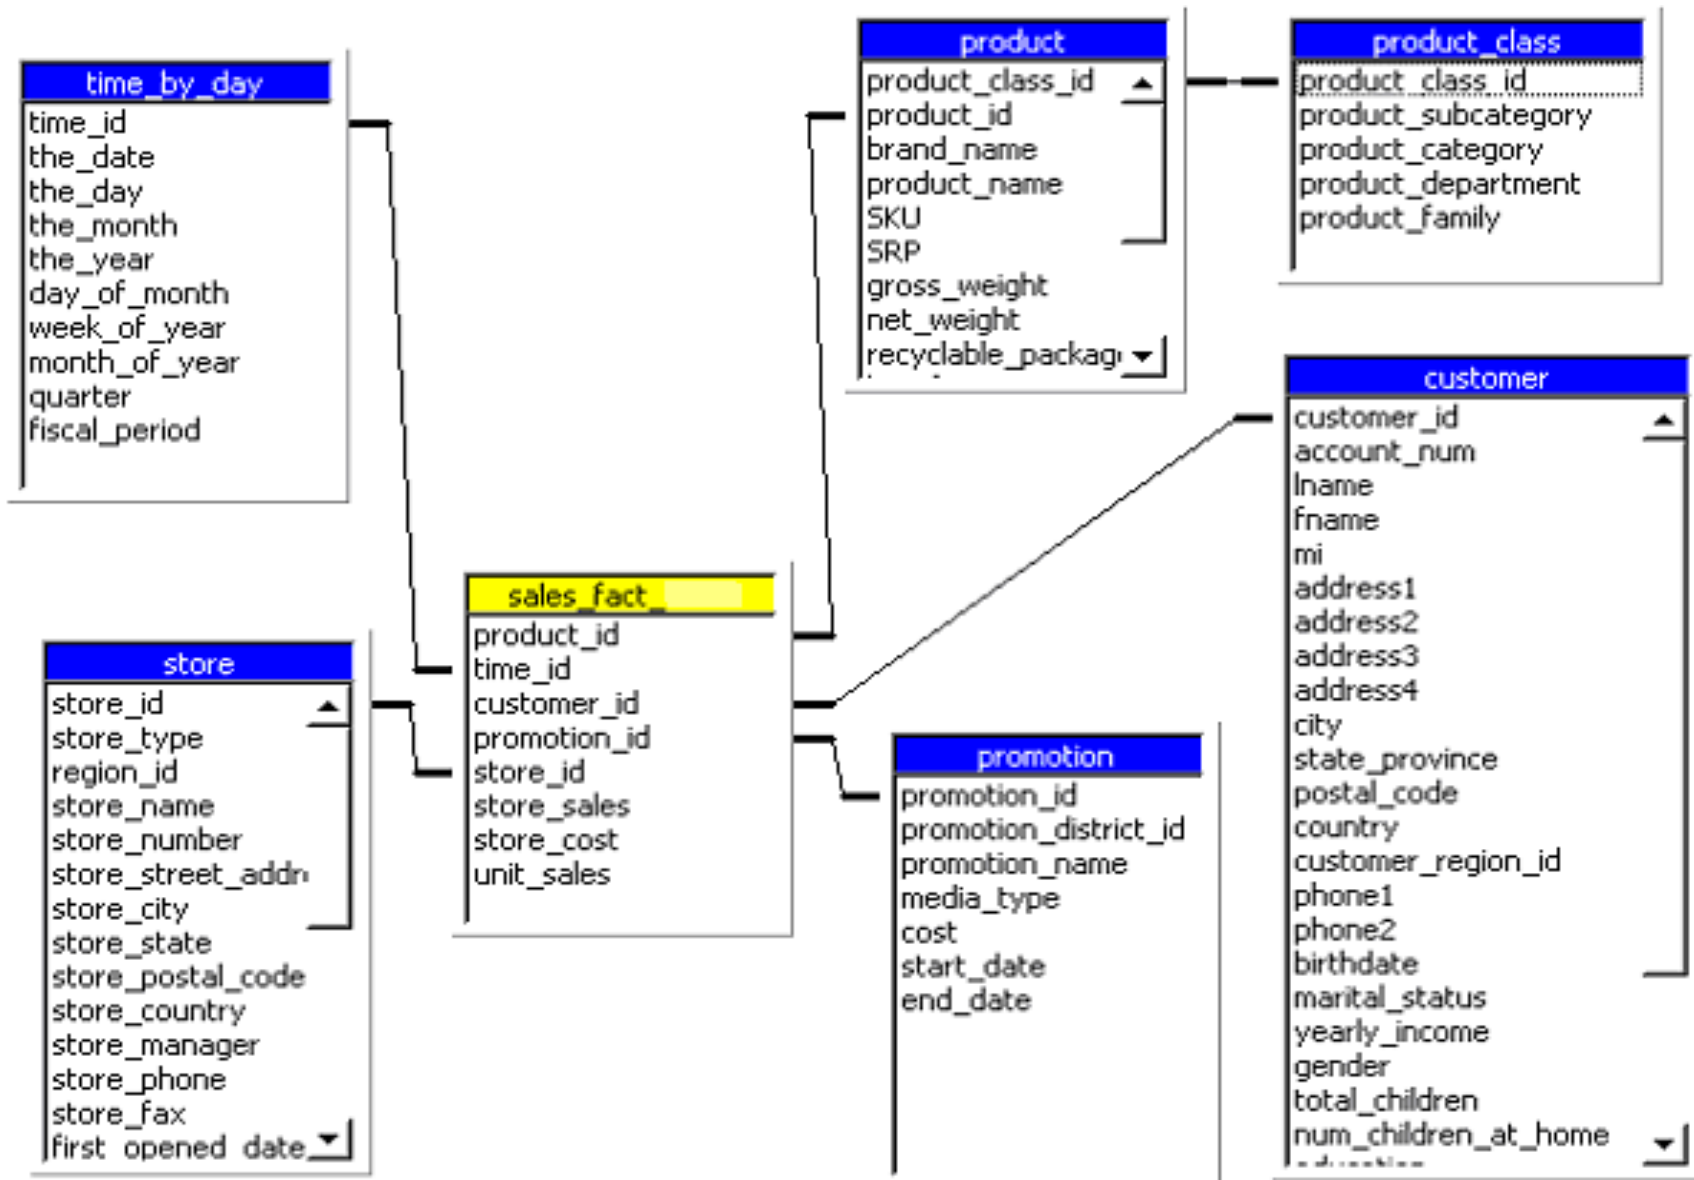 time_by_day
time_id
the_date
the_day
the_month
the_year
day_of_month
week_of_year
month_of_year
quarter
fiscal_period
product
product_class_id
product_id
brand_name
product_name
SKU
SRP
gross_weight
net_weight
recyclable_packag
product_class
product_class_id
product_subcategory
product_category
product_department
product_family
customer
customer_id
account_num
lname
fname
mi
address1
address2
address3
address4
city
state_province
postal_code
country
customer_region_id
phone1
phone2
birthdate
marital_status
yearly_income
gender
total_children
num_children_at_home
sales_fact_
product_id
time_id
customer_id
promotion_id
store_id
store_sales
store_cost
unit_sales
store
store_id
store_type
region_id
store_name
store_number
store_street_addr
store_city
store_state
store_postal_code
store_country
store_manager
store_phone
store_fax
first_opened_date
promotion
promotion_id
promotion_district_id
promotion_name
media_type
cost
start_date
end_date